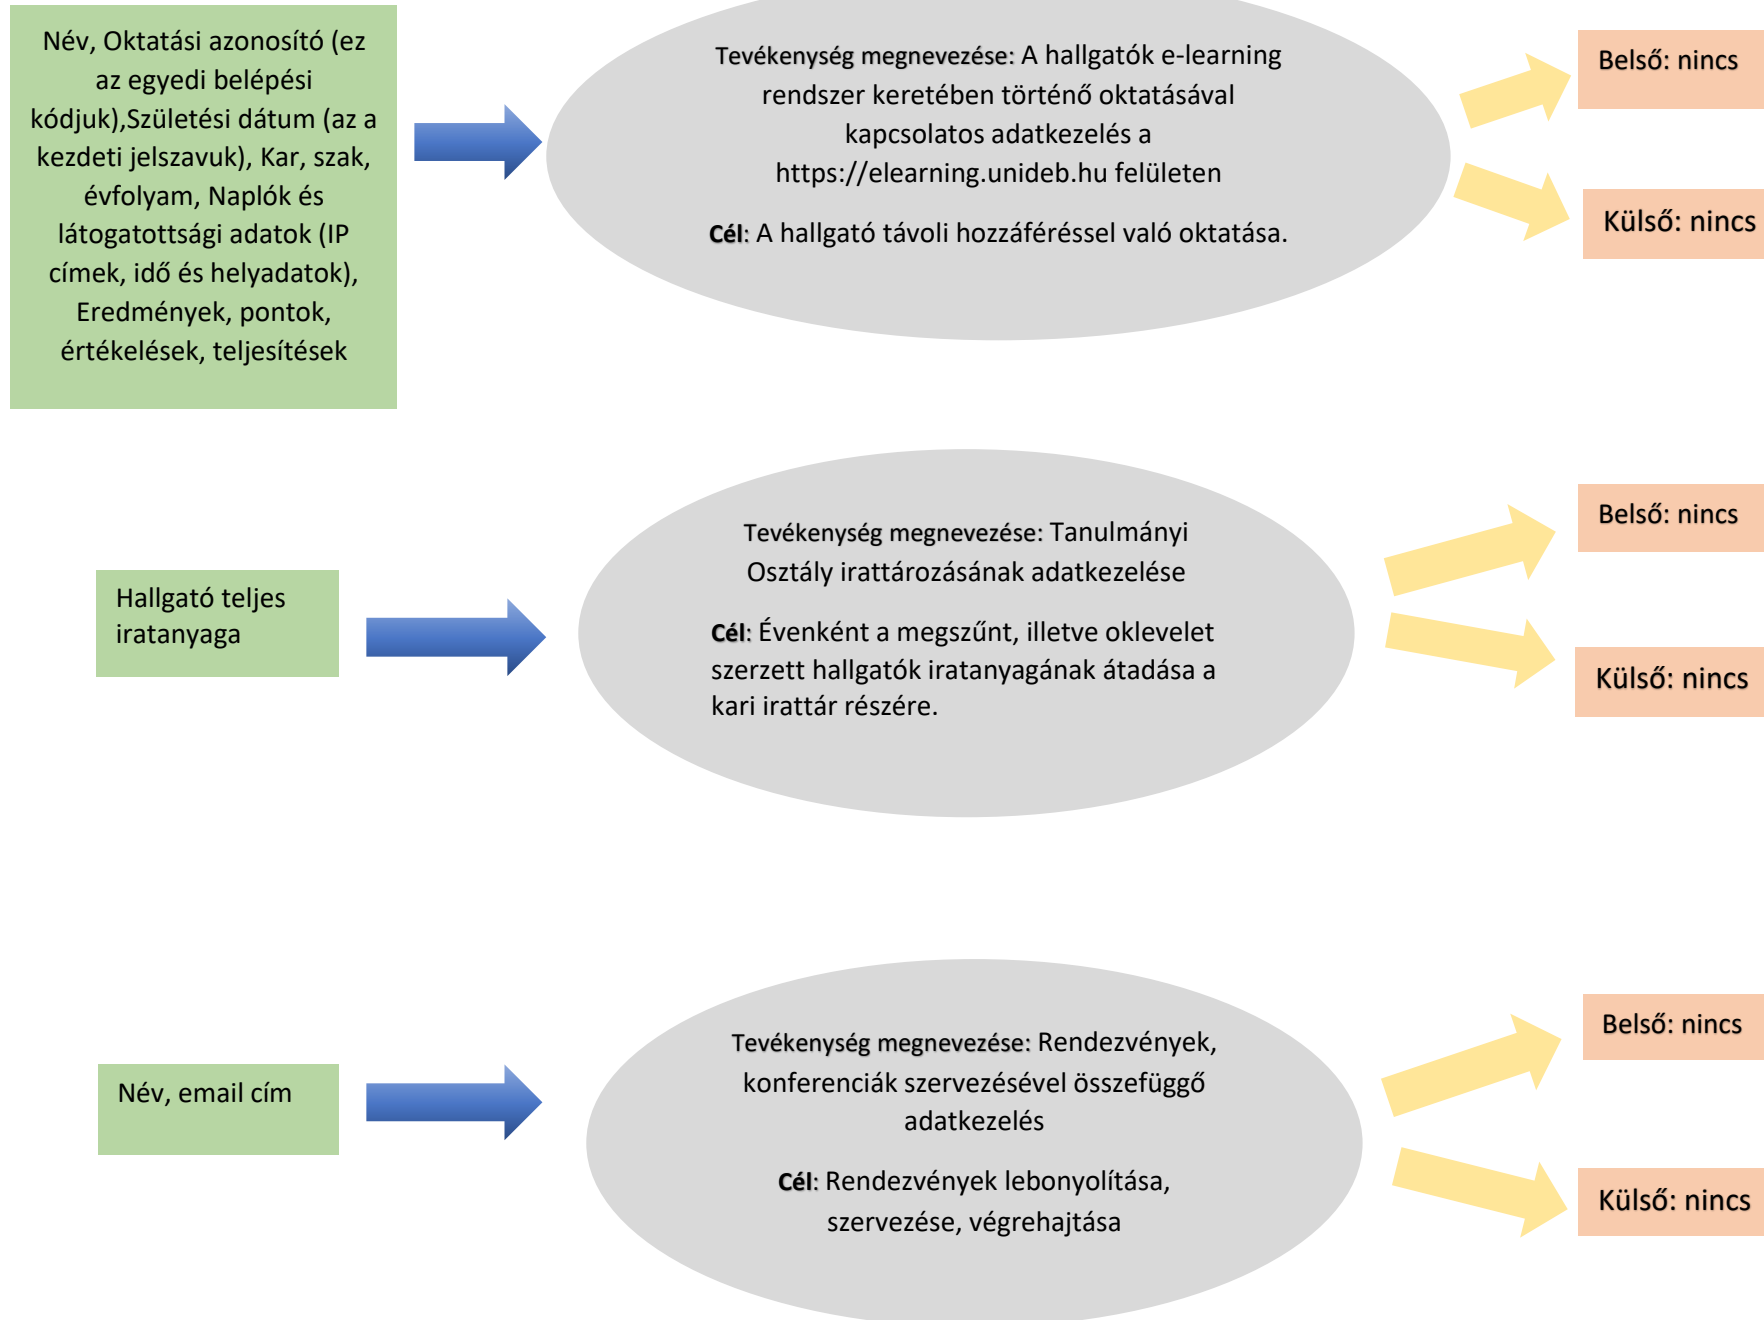 Név, Oktatási azonosító (ez
az egyedi belépési
kódjuk),Születési dátum (az a
kezdeti jelszavuk), Kar, szak,
évfolyam, Naplók és
látogatottsági adatok (IP
címek, idő és helyadatok),
Eredmények, pontok,
értékelések, teljesítések
Tevékenység megnevezése: A hallgatók e-learning
rendszer keretében történő oktatásával
kapcsolatos adatkezelés a
https://elearning.unideb.hu felületen
Cél: A hallgató távoli hozzáféréssel való oktatása.
Belső: nincs
Külső: nincs
Hallgató teljes
iratanyaga
Tevékenység megnevezése: Tanulmányi
Osztály irattározásának adatkezelése
Cél: Évenként a megszűnt, illetve oklevelet
szerzett hallgatók iratanyagának átadása a
kari irattár részére.
Belső: nincs
Külső: nincs
Név, email cím
Tevékenység megnevezése: Rendezvények,
konferenciák szervezésével összefüggő
adatkezelés
Cél: Rendezvények lebonyolítása,
szervezése, végrehajtása
Belső: nincs
Külső: nincs